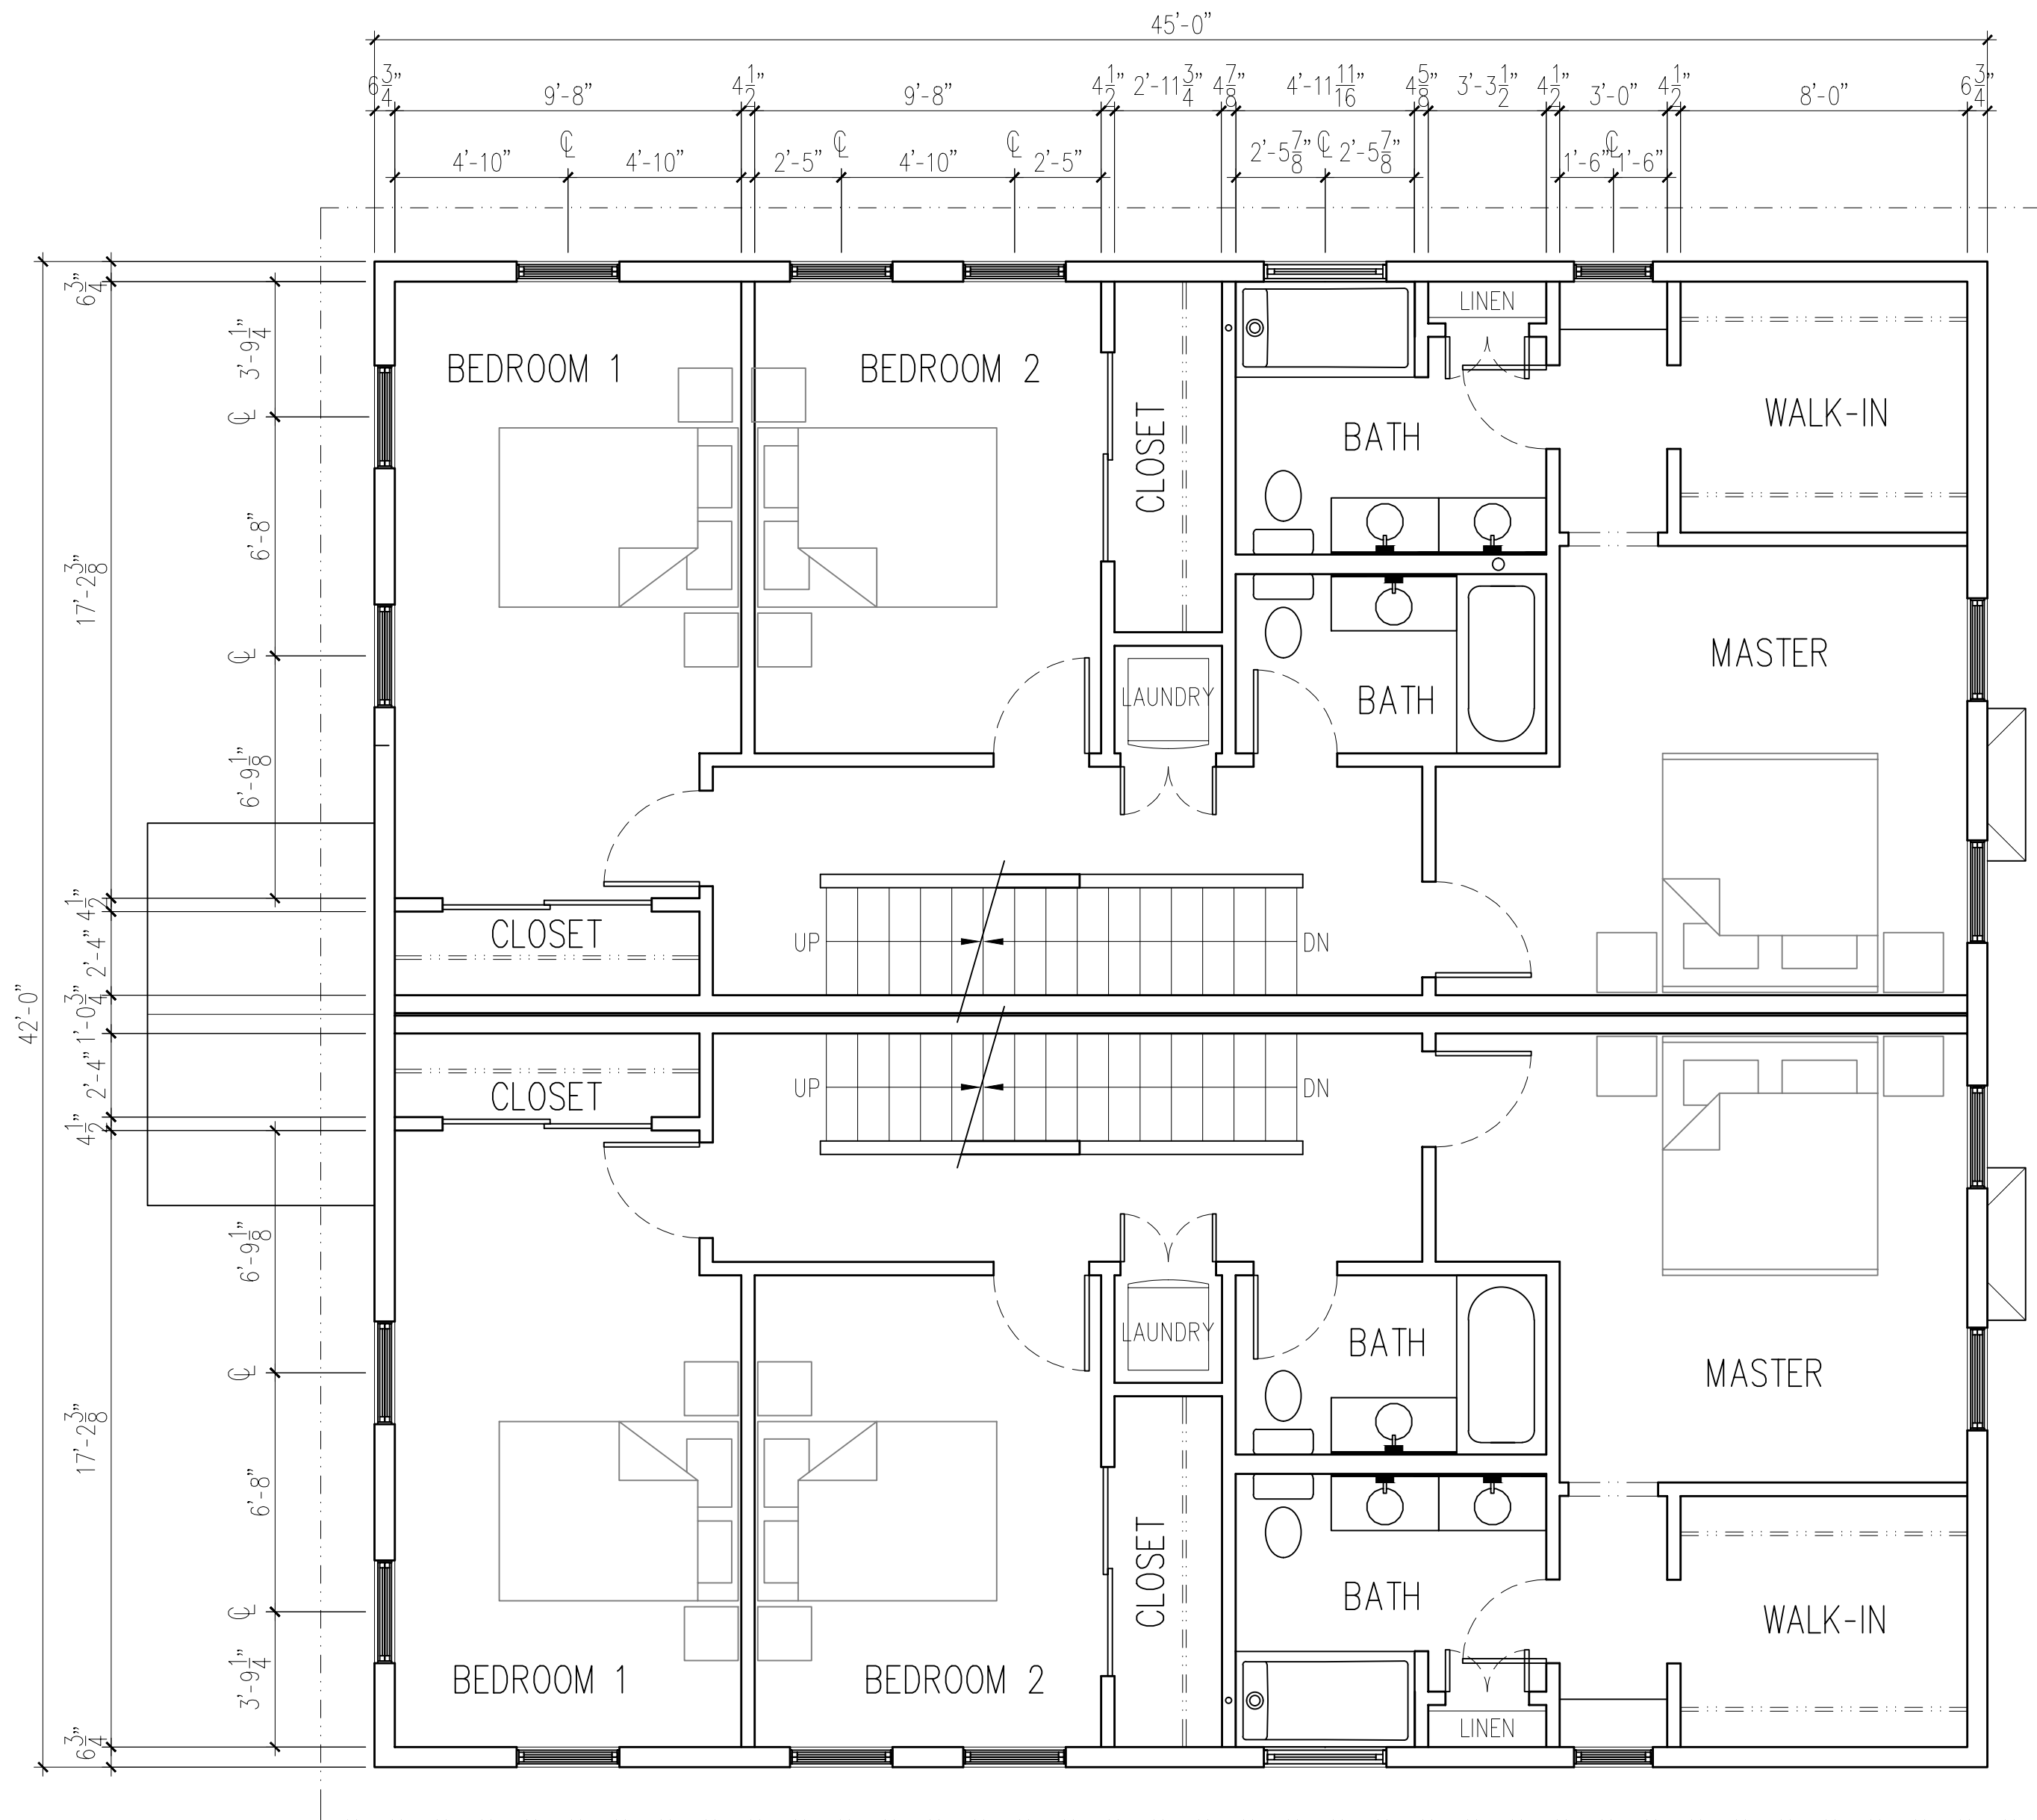 45'-0"
6 3/4" 9'-8" 4 1/2" 9'-8" 4 1/2" 2'-11 3/4" 4 7/8" 4'-11 11/16" 4 5/8" 3'-3 1/2" 4 1/2" 3'-0" 4 1/2" 8'-0" 6 3/4"
4'-10" ℄ 4'-10" 2'-5" ℄ 4'-10" ℄ 2'-5" 2'-5 7/8" ℄ 2'-5 7/8" 1'-6" ℄ 1'-6"
42'-0"
6 3/4"
17'-2 3/8"
4 1/2"
2'-4"
1'-0 3/4"
2'-4"
4 1/2"
17'-2 3/8"
6 3/4"
3'-9 1/4"
℄
6'-8"
℄
6'-9 1/8"
6'-9 1/8"
℄
6'-8"
℄
3'-9 1/4"
LINEN
BEDROOM 1
BEDROOM 2
CLOSET
BATH
WALK-IN
MASTER
LAUNDRY
BATH
CLOSET
UP
DN
CLOSET
UP
DN
LAUNDRY
BATH
MASTER
CLOSET
BATH
WALK-IN
BEDROOM 1
BEDROOM 2
LINEN